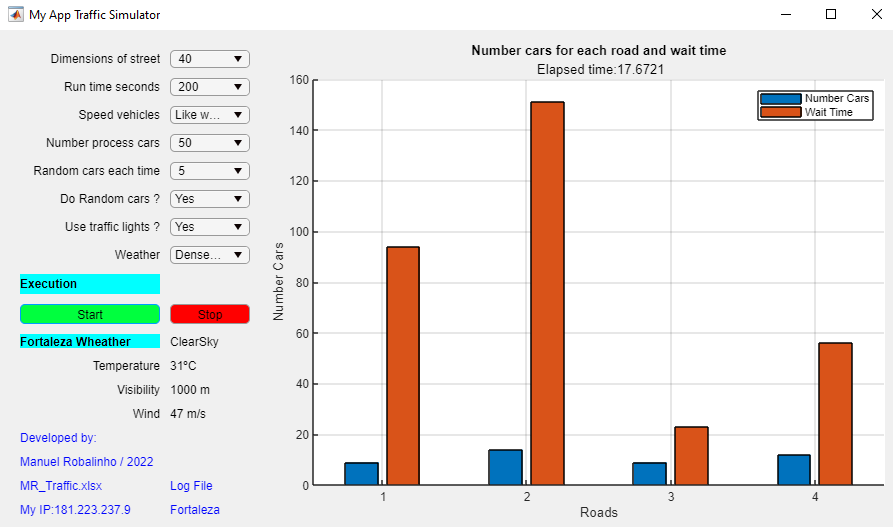 My App Traffic Simulator
Dimensions of street 40
Run time seconds 200
Speed vehicles Like w...
Number process cars 50
Random cars each time 5
Do Random cars ? Yes
Use traffic lights ? Yes
Weather Dense...
Execution
Start Stop
Fortaleza Wheather ClearSky
Temperature 31ºC
Visibility 1000 m
Wind 47 m/s
Developed by:
Manuel Robalinho / 2022
MR_Traffic.xlsx Log File
My IP:181.223.237.9 Fortaleza
Number cars for each road and wait time
Elapsed time:17.6721
Number Cars
Wait Time
160
140
120
100
80
60
40
20
0
Number Cars
1 2 3 4
Roads